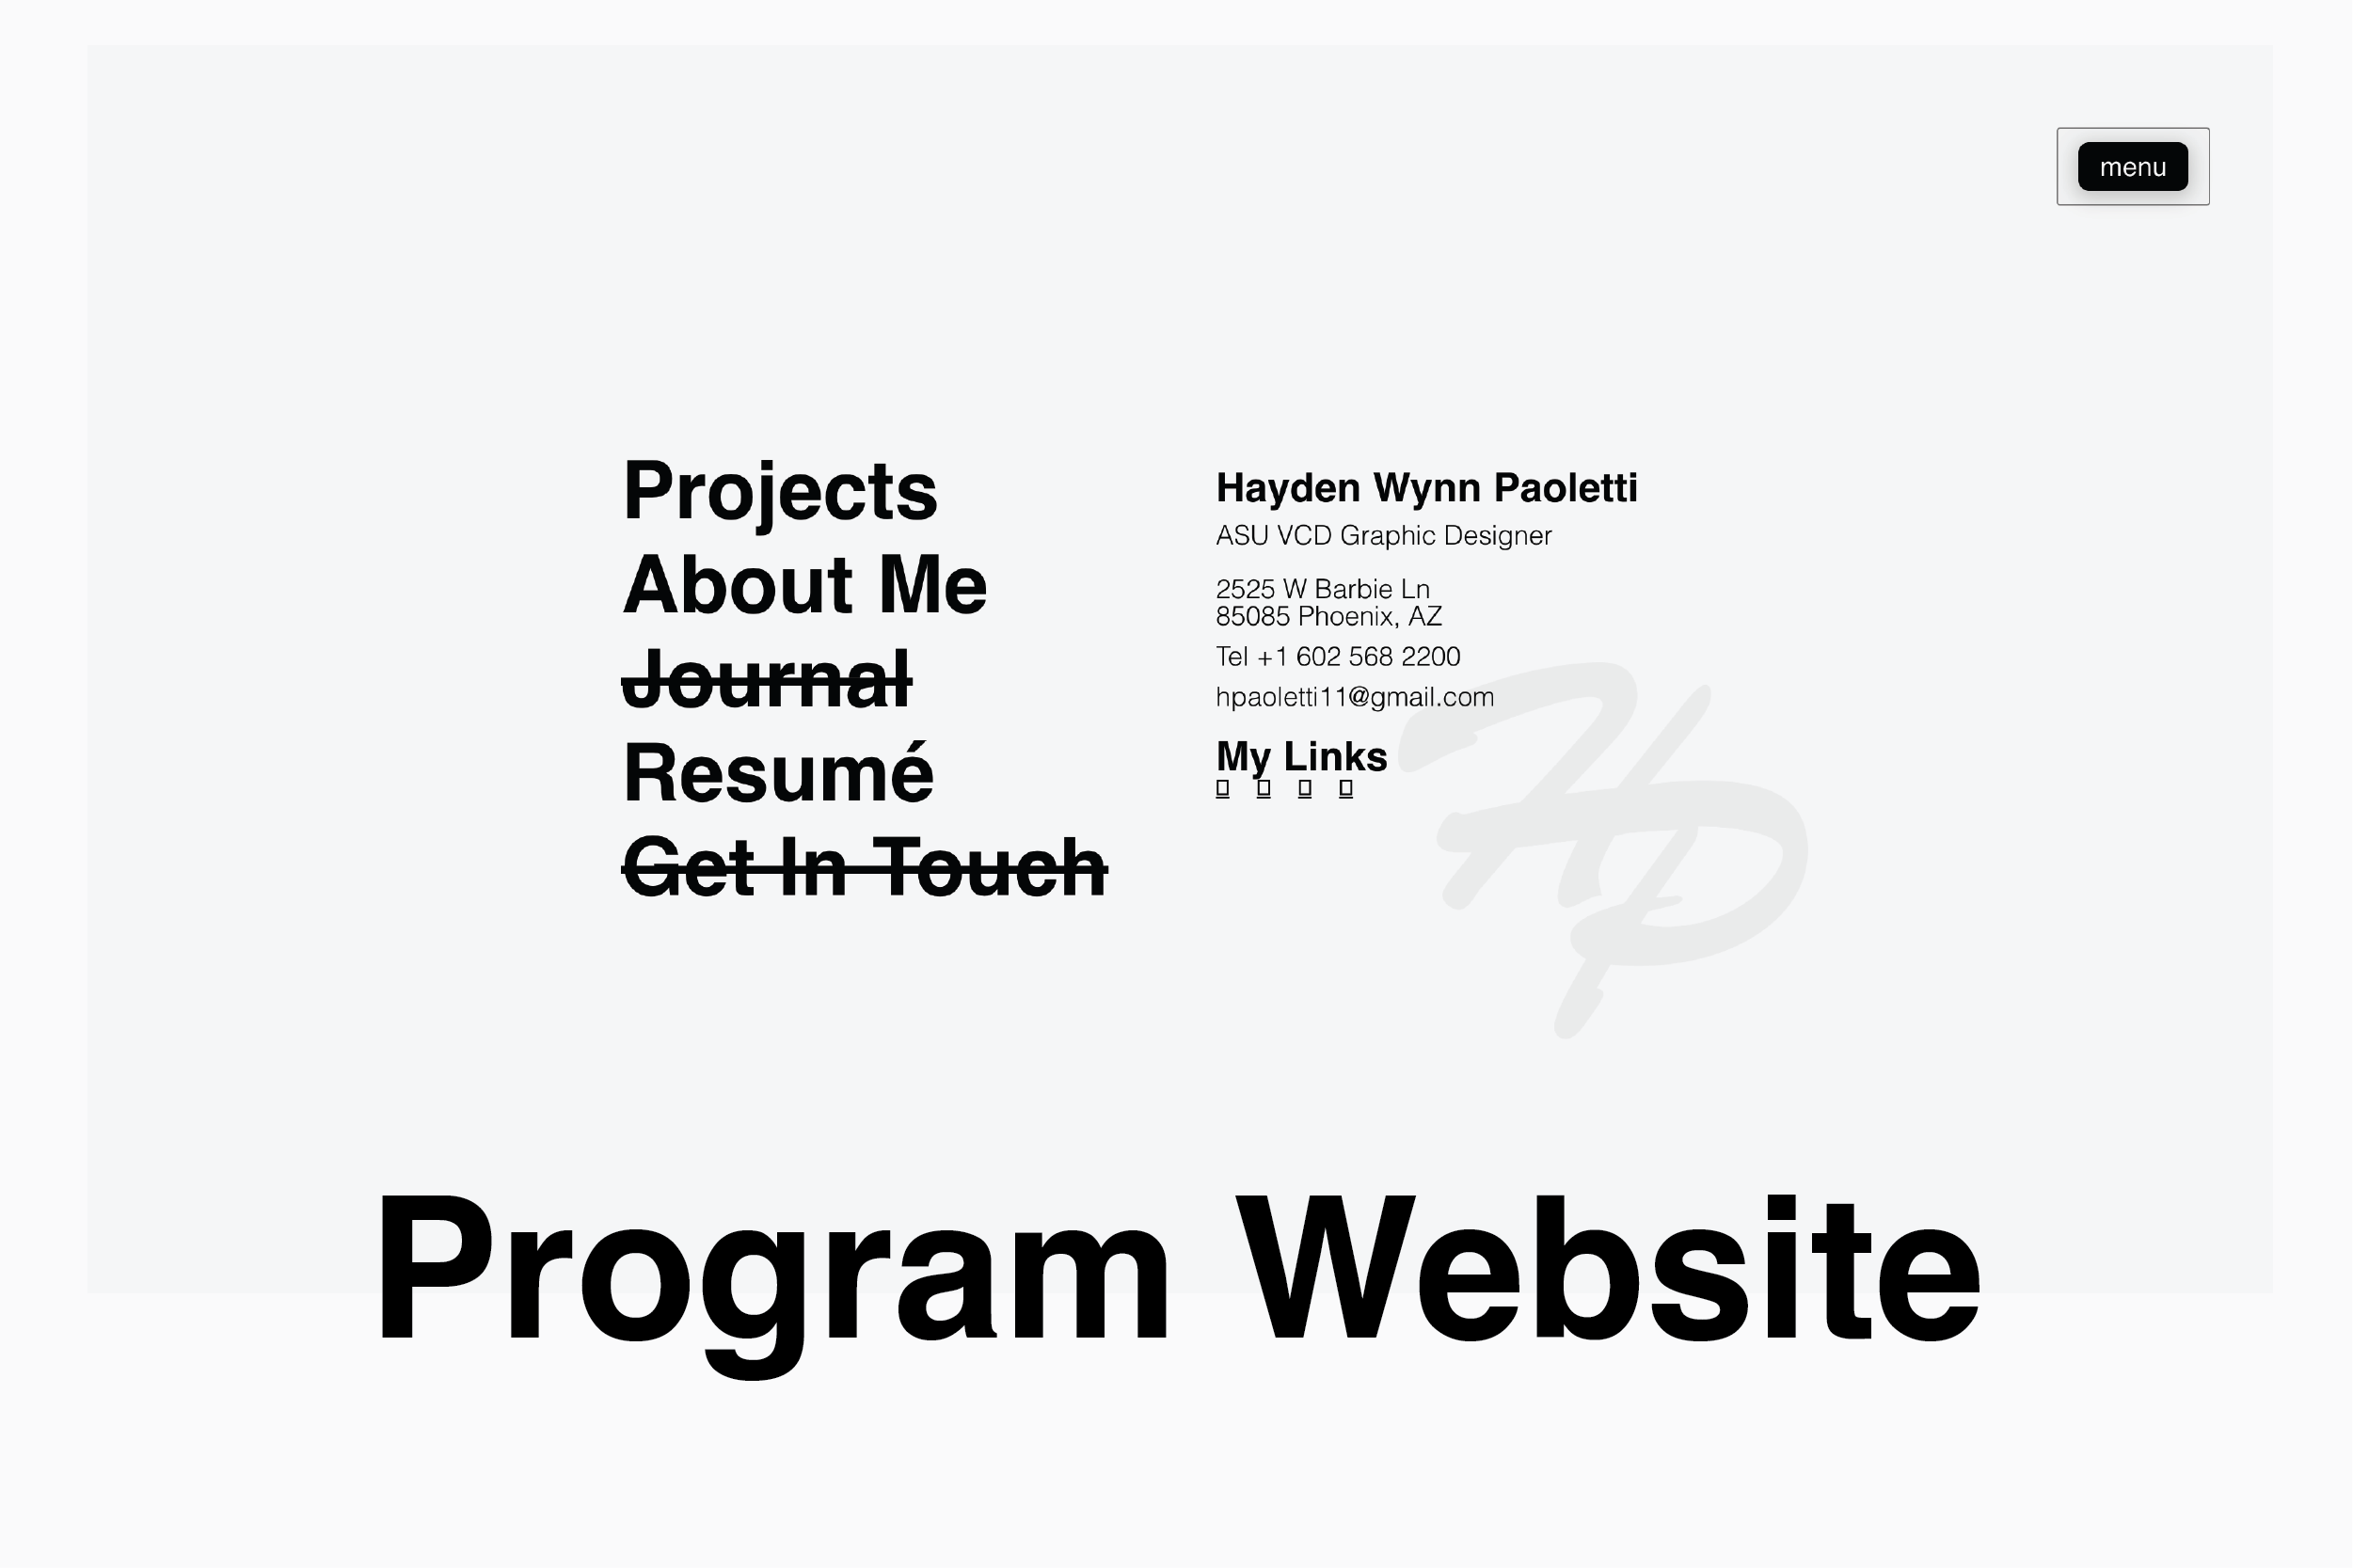 menu
Projects
About Me
Journal
Resumé
Get In Touch
Hayden Wynn Paoletti
ASU VCD Graphic Designer
2525 W Barbie Ln
85085 Phoenix, AZ
Tel +1 602 568 2200
hpaoletti11@gmail.com
My Links
HP
Program Website